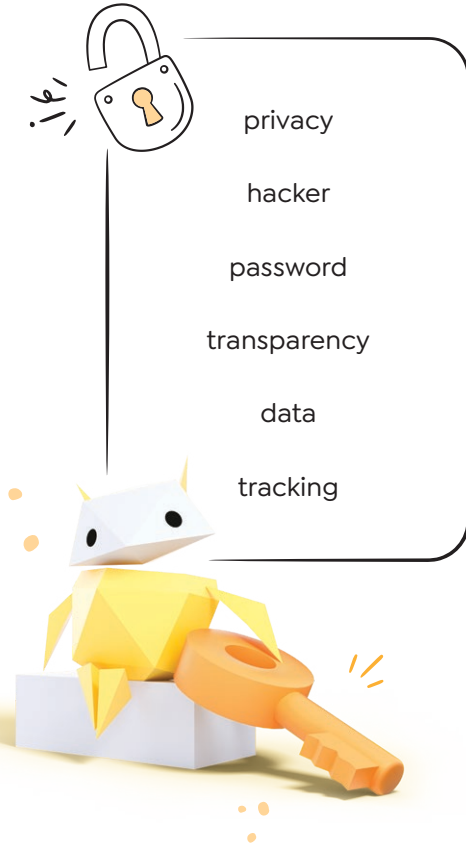 privacy
hacker
password
transparency
data
tracking